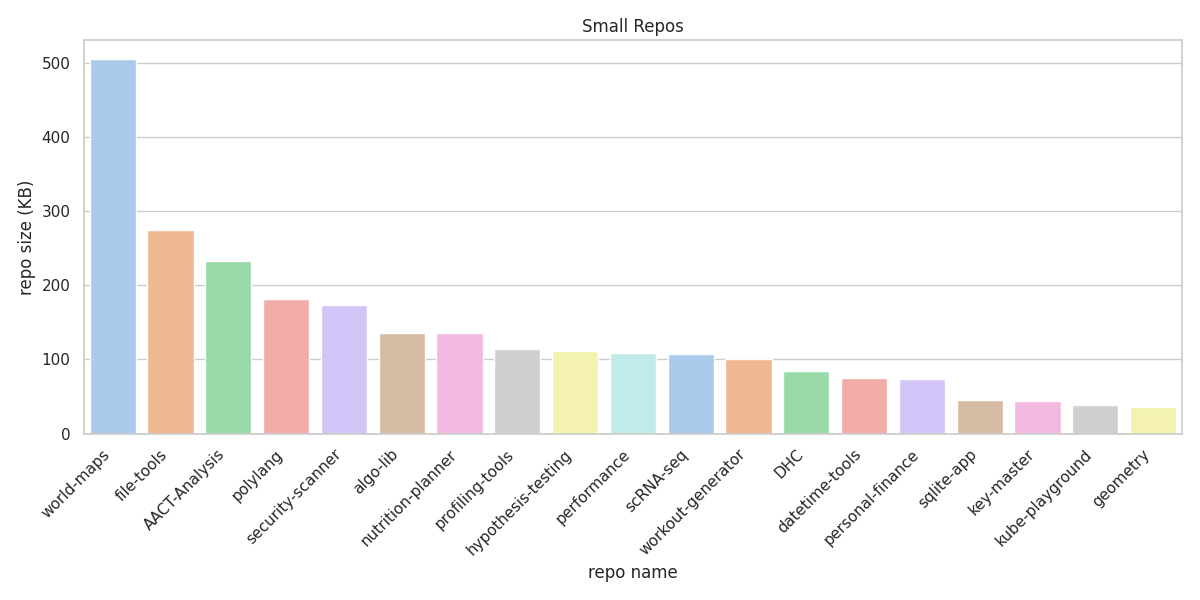 Small Repos
repo size (KB)
500
400
300
200
100
0
world-maps
file-tools
AACT-Analysis
polylang
security-scanner
algo-lib
nutrition-planner
profiling-tools
hypothesis-testing
performance
scRNA-seq
workout-generator
DHC
datetime-tools
personal-finance
sqlite-app
key-master
kube-playground
geometry
repo name